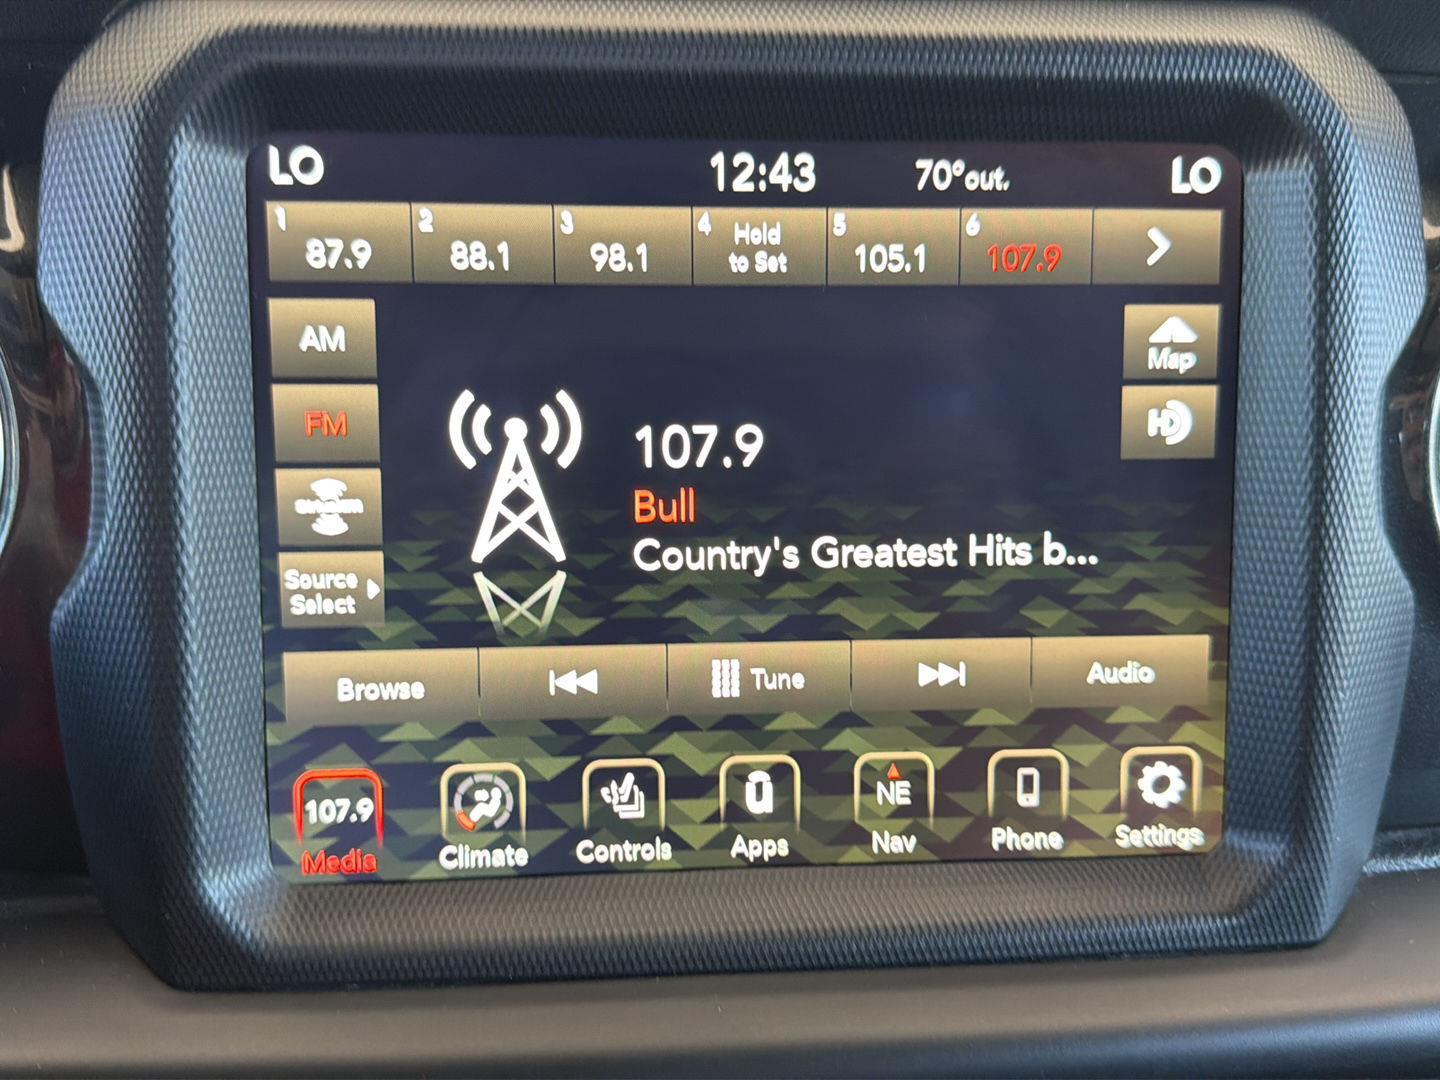 LO 12:43 70°out. LO
1 87.9
2 88.1
3 98.1
4 Hold
to Set
5 105.1
6 107.9
AM
FM
SiriusXM
Source
Select
Map
HD
107.9
Bull
Country's Greatest Hits b...
Browse Tune Audio
107.9
Media
Climate
Controls
Apps
NE
Nav
Phone
Settings